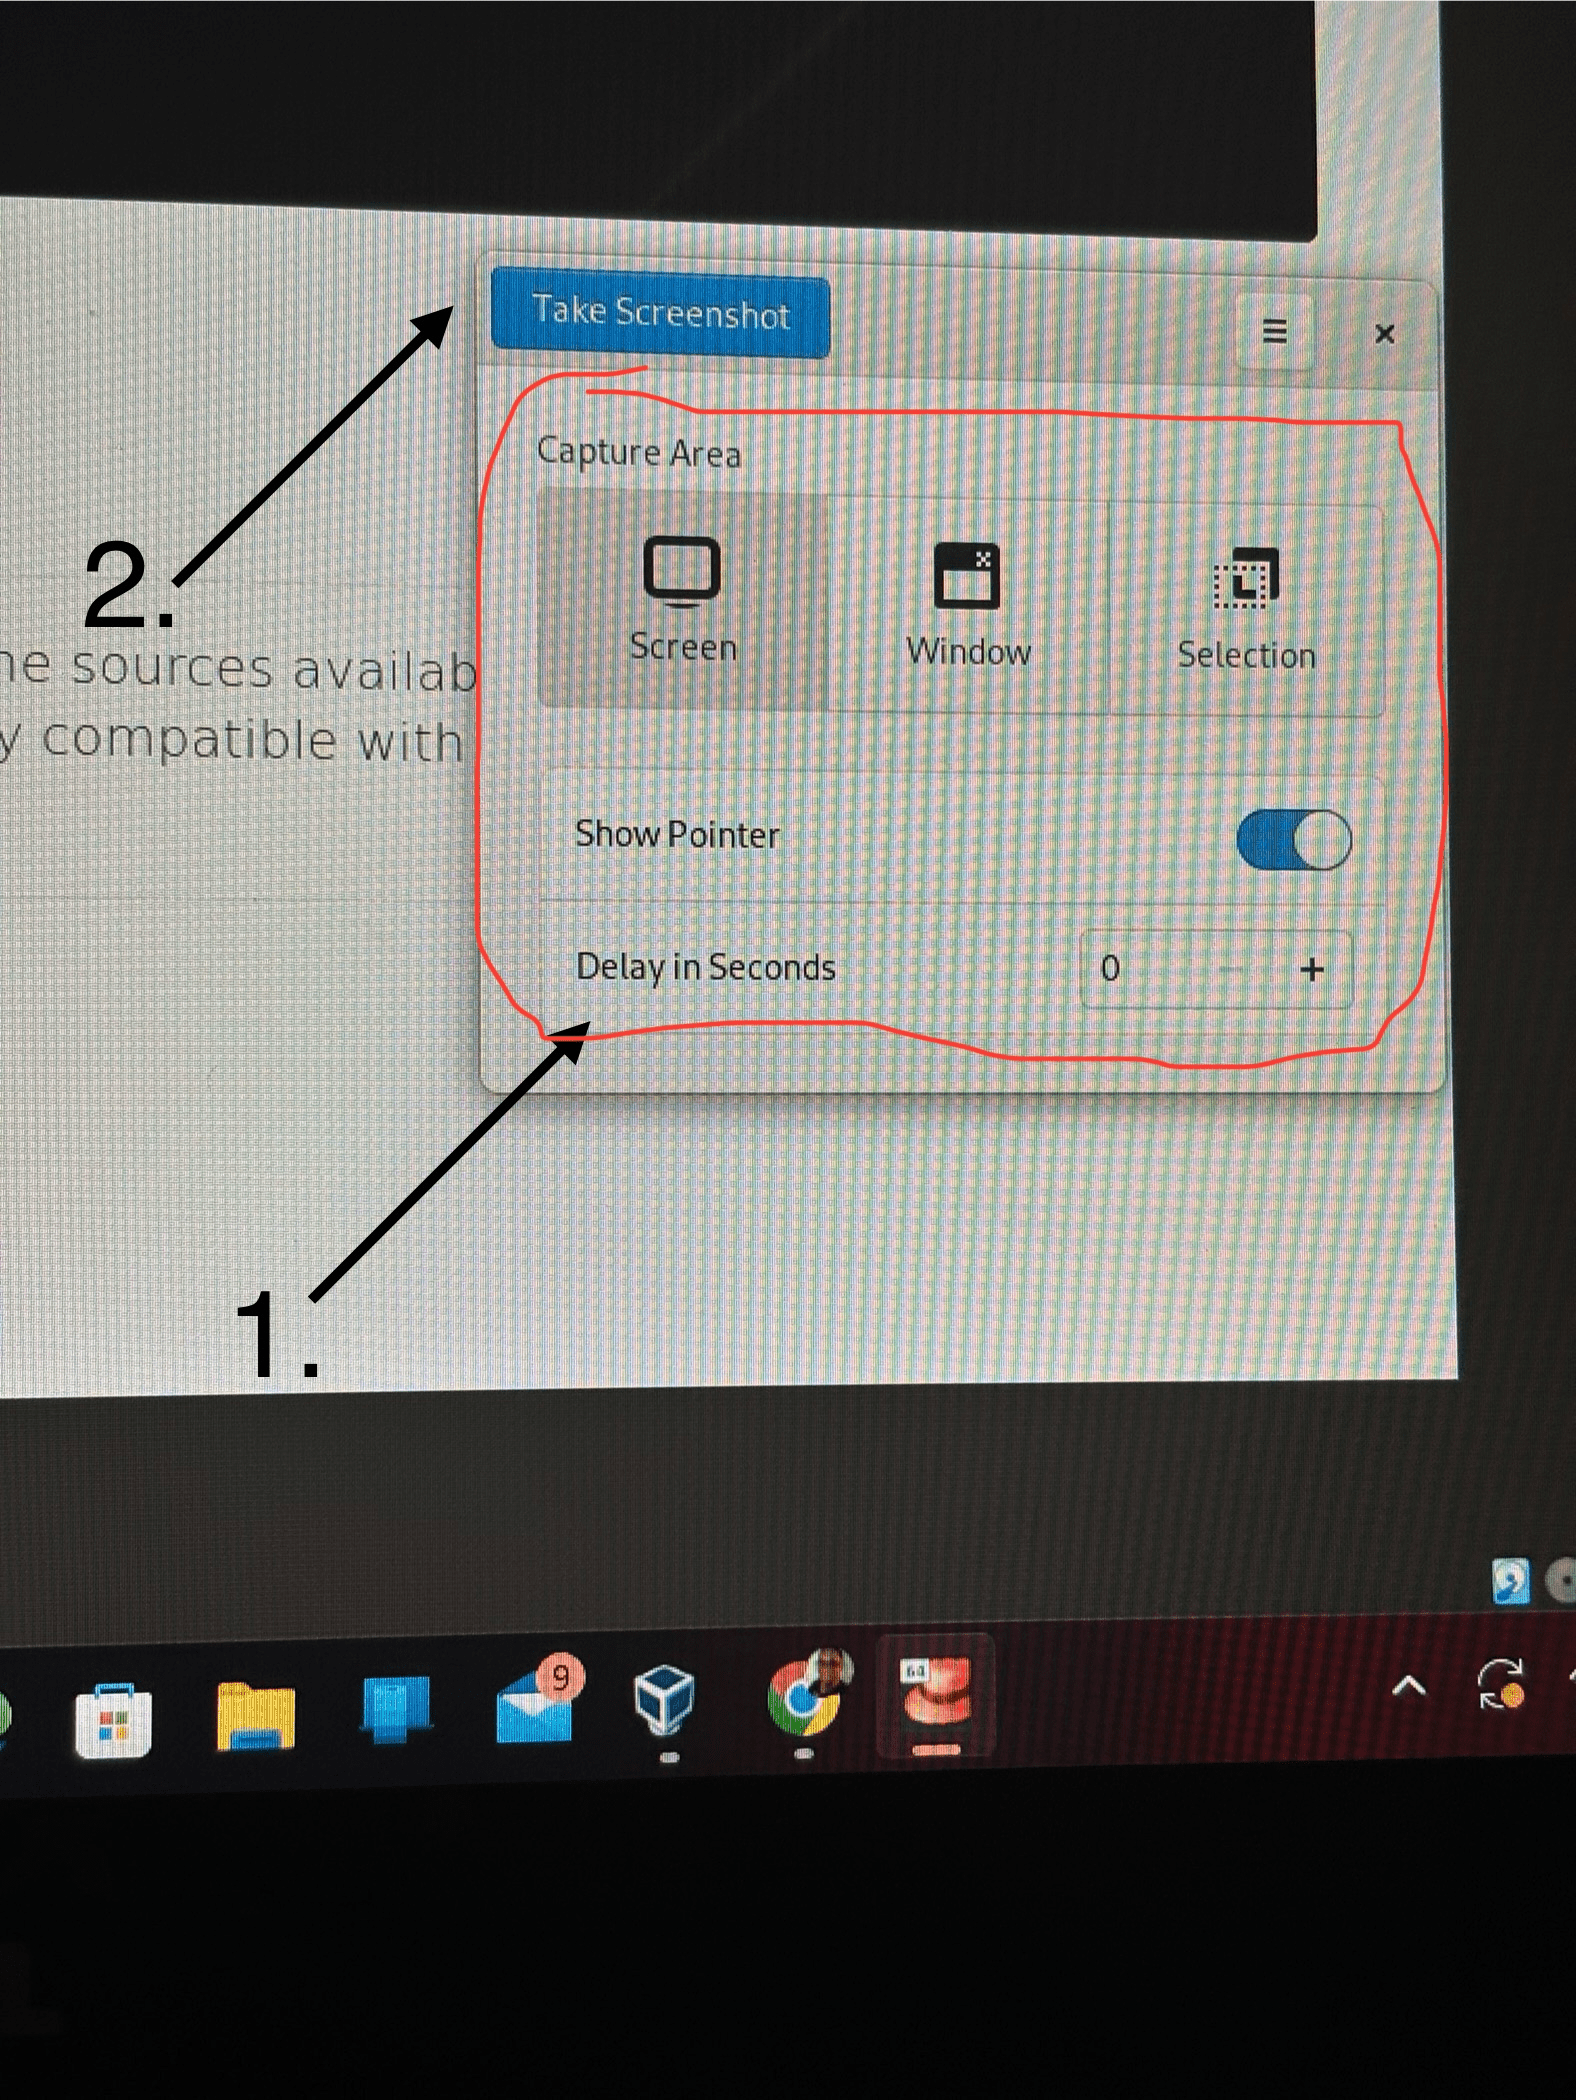 Take Screenshot
Capture Area
Screen
Window
Selection
2.
ne sources availab
y compatible with
Show Pointer
Delay in Seconds
0
+
1.
9
64